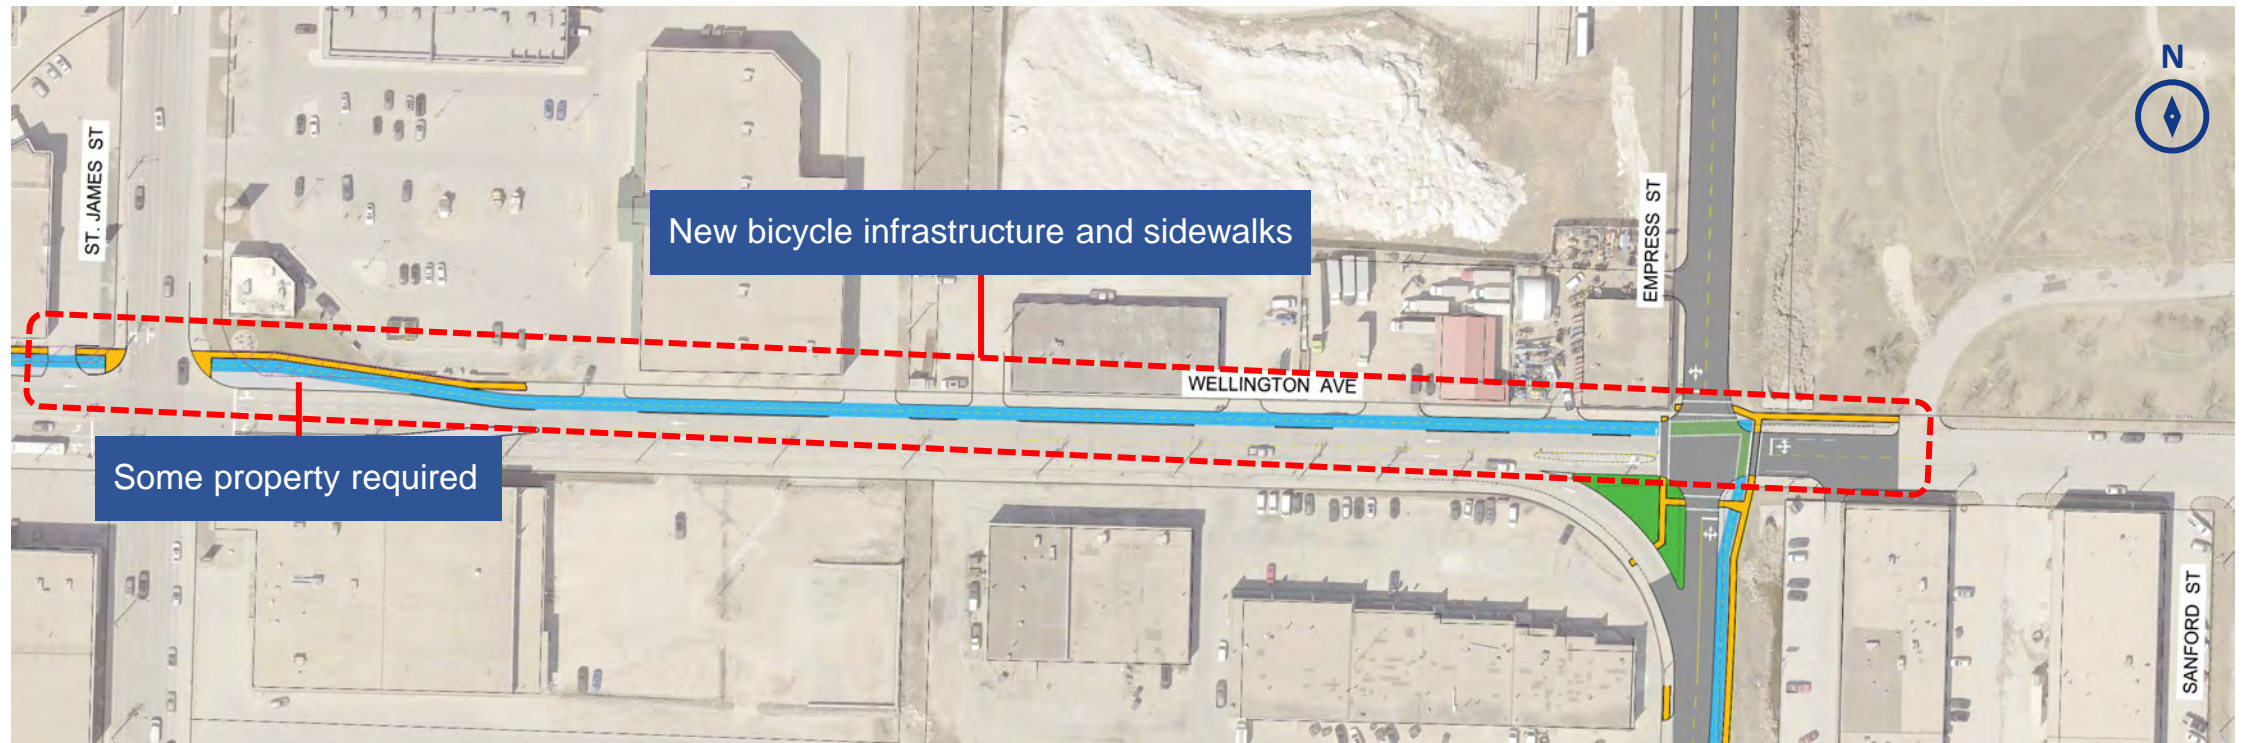 N
ST. JAMES ST
EMPRESS ST
New bicycle infrastructure and sidewalks
WELLINGTON AVE
Some property required
SANFORD ST